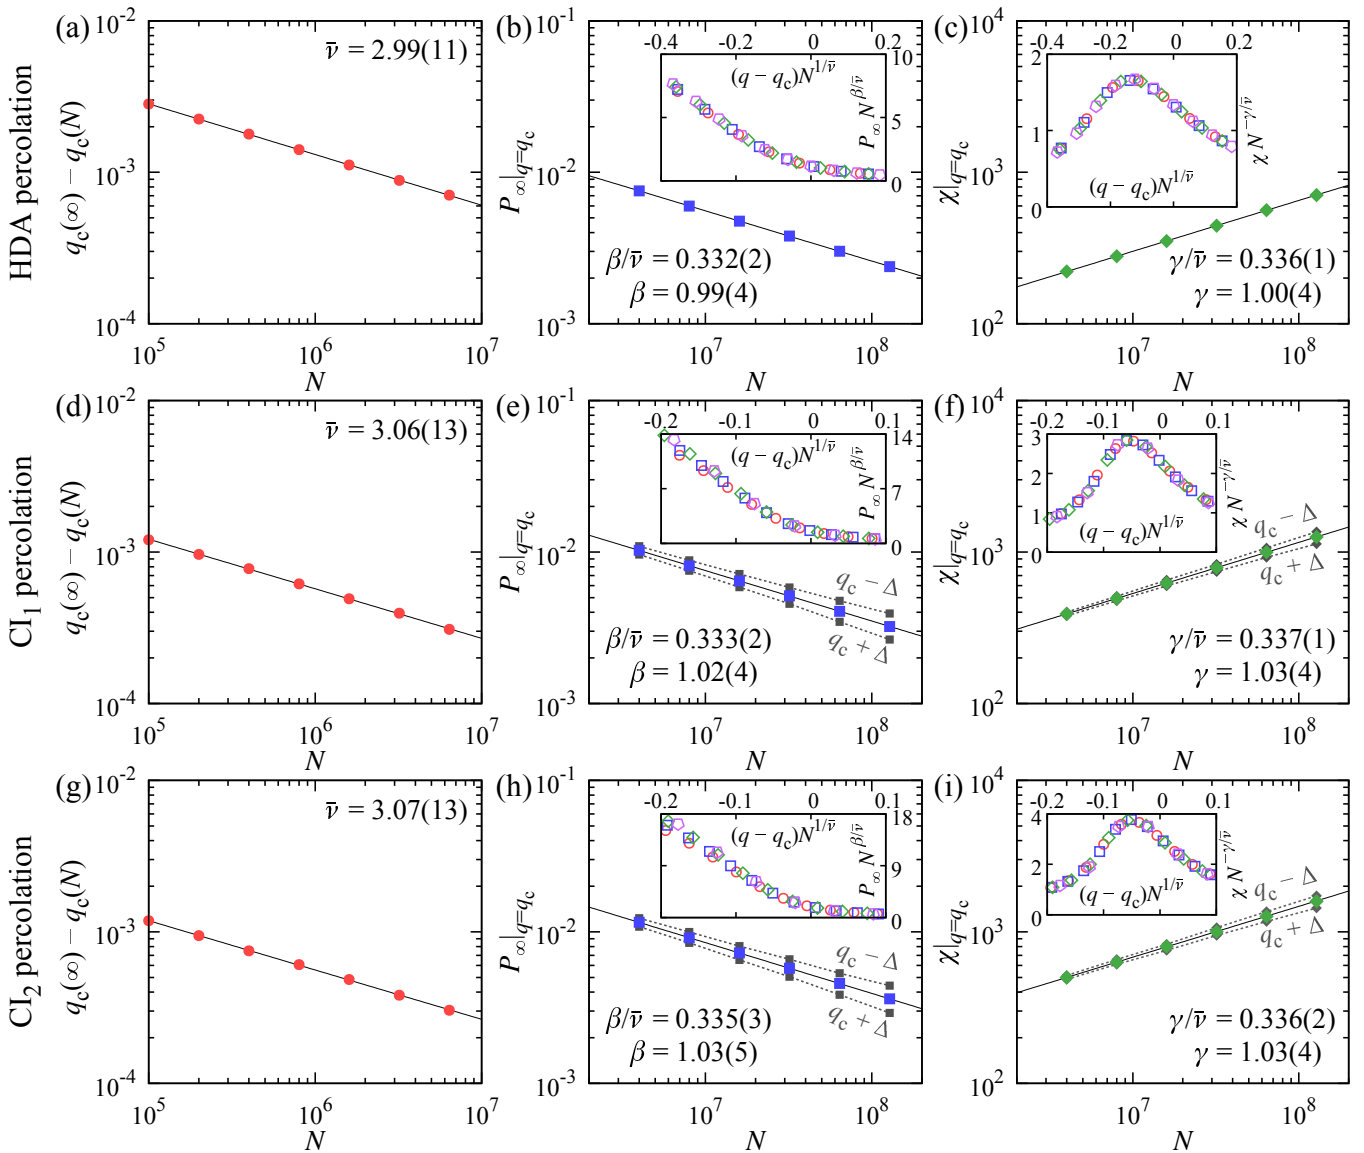 HDA percolation
(a)
ν̄ = 2.99(11)
q_c(∞) − q_c(N)
10^-2
10^-3
10^-4
10^5
10^6
10^7
N
(b)
-0.4
-0.2
0
0.2
(q − q_c)N^{1/ν̄}
P_∞ N^{β/ν̄}
10
5
0
P_∞|_{q=q_c}
10^-1
10^-2
10^-3
β/ν̄ = 0.332(2)
β = 0.99(4)
10^7
10^8
N
(c)
-0.4
-0.2
0
0.2
2
1
0
(q − q_c)N^{1/ν̄}
χ N^{−γ/ν̄}
χ|_{q=q_c}
10^4
10^3
10^2
γ/ν̄ = 0.336(1)
γ = 1.00(4)
10^7
10^8
N
CI_1 percolation
(d)
ν̄ = 3.06(13)
q_c(∞) − q_c(N)
10^-2
10^-3
10^-4
10^5
10^6
10^7
N
(e)
-0.2
-0.1
0
0.1
(q − q_c)N^{1/ν̄}
P_∞ N^{β/ν̄}
14
7
0
P_∞|_{q=q_c}
10^-1
10^-2
10^-3
q_c − Δ
q_c + Δ
β/ν̄ = 0.333(2)
β = 1.02(4)
10^7
10^8
N
(f)
-0.2
-0.1
0
0.1
3
2
1
0
(q − q_c)N^{1/ν̄}
χ N^{−γ/ν̄}
χ|_{q=q_c}
10^4
10^3
10^2
q_c − Δ
q_c + Δ
γ/ν̄ = 0.337(1)
γ = 1.03(4)
10^7
10^8
N
CI_2 percolation
(g)
ν̄ = 3.07(13)
q_c(∞) − q_c(N)
10^-2
10^-3
10^-4
10^5
10^6
10^7
N
(h)
-0.2
-0.1
0
0.1
(q − q_c)N^{1/ν̄}
P_∞ N^{β/ν̄}
18
9
0
P_∞|_{q=q_c}
10^-1
10^-2
10^-3
q_c − Δ
q_c + Δ
β/ν̄ = 0.335(3)
β = 1.03(5)
10^7
10^8
N
(i)
-0.2
-0.1
0
0.1
4
2
0
(q − q_c)N^{1/ν̄}
χ N^{−γ/ν̄}
χ|_{q=q_c}
10^4
10^3
10^2
q_c − Δ
q_c + Δ
γ/ν̄ = 0.336(2)
γ = 1.03(4)
10^7
10^8
N